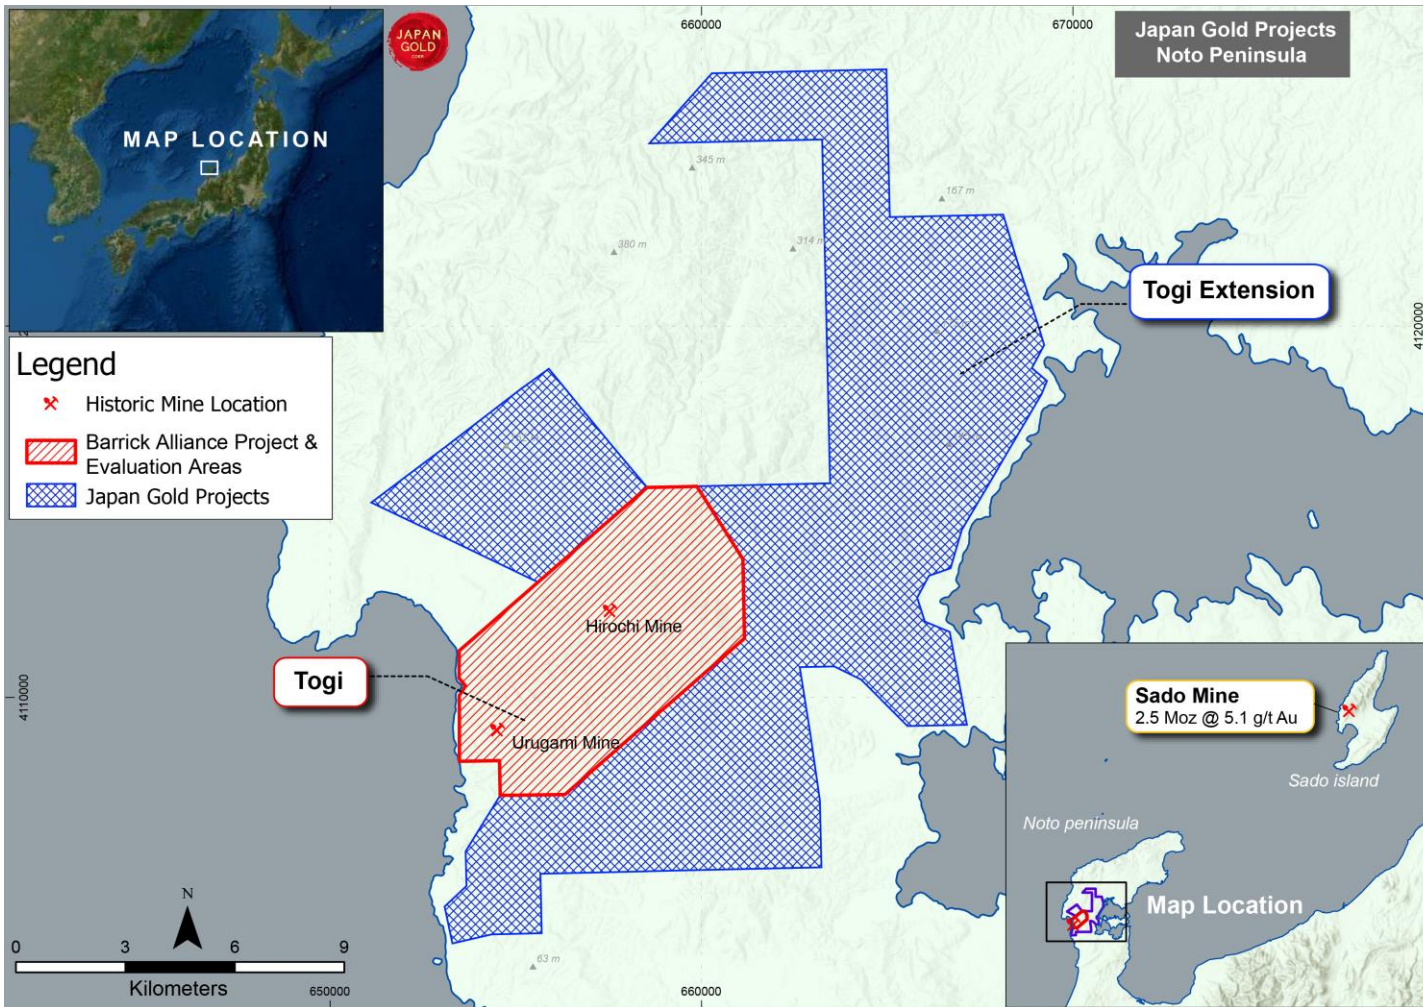 660000
670000
JAPAN
GOLD
CORP
Japan Gold Projects
Noto Peninsula
MAP LOCATION
345 m
167 m
380 m
314 m
Togi Extension
4120000
Legend
Historic Mine Location
Barrick Alliance Project &
Evaluation Areas
Japan Gold Projects
Hirochi Mine
Togi
4110000
4110000
Urugami Mine
Sado Mine
2.5 Moz @ 5.1 g/t Au
Sado island
Noto peninsula
Map Location
N
0 3 6 9
Kilometers
63 m
650000
660000